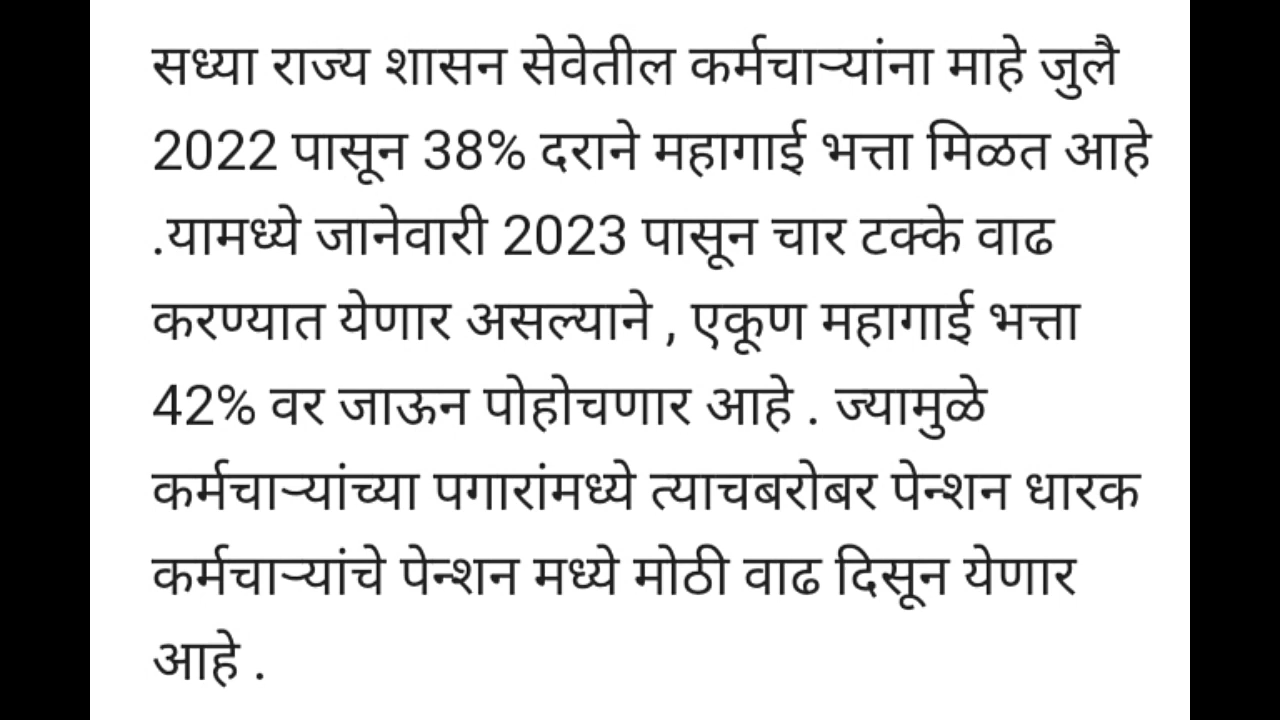 सध्या राज्य शासन सेवेतील कर्मचाऱ्यांना माहे जुलै
2022 पासून 38% दराने महागाई भत्ता मिळत आहे
.यामध्ये जानेवारी 2023 पासून चार टक्के वाढ
करण्यात येणार असल्याने , एकूण महागाई भत्ता
42% वर जाऊन पोहोचणार आहे . ज्यामुळे
कर्मचाऱ्यांच्या पगारांमध्ये त्याचबरोबर पेन्शन धारक
कर्मचाऱ्यांचे पेन्शन मध्ये मोठी वाढ दिसून येणार
आहे .